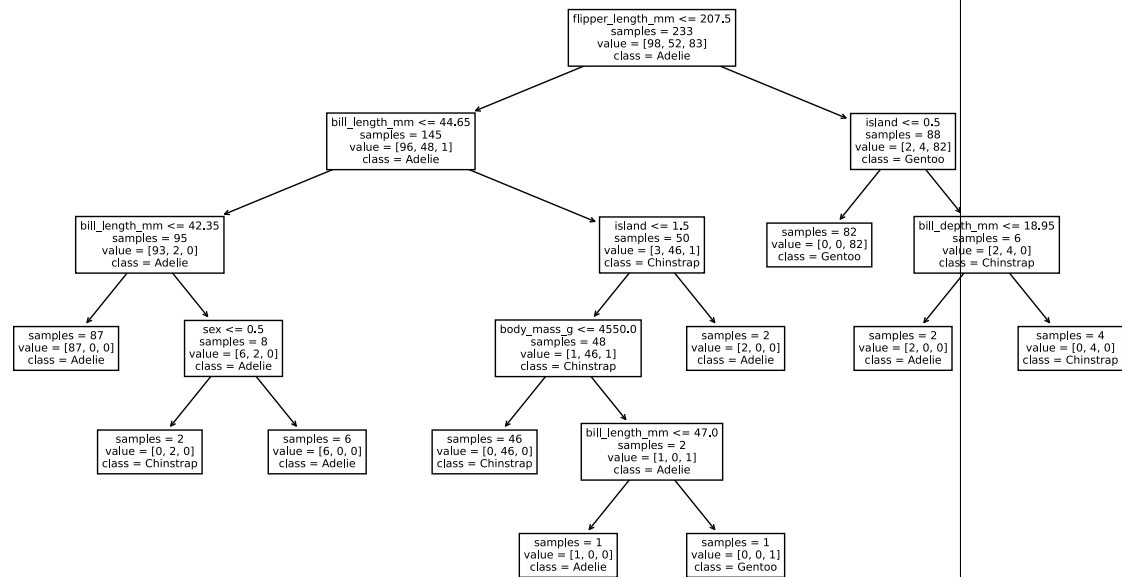 flipper_length_mm <= 207.5
samples = 233
value = [98, 52, 83]
class = Adelie
bill_length_mm <= 44.65
samples = 145
value = [96, 48, 1]
class = Adelie
island <= 0.5
samples = 88
value = [2, 4, 82]
class = Gentoo
bill_length_mm <= 42.35
samples = 95
value = [93, 2, 0]
class = Adelie
island <= 1.5
samples = 50
value = [3, 46, 1]
class = Chinstrap
samples = 82
value = [0, 0, 82]
class = Gentoo
bill_depth_mm <= 18.95
samples = 6
value = [2, 4, 0]
class = Chinstrap
samples = 87
value = [87, 0, 0]
class = Adelie
sex <= 0.5
samples = 8
value = [6, 2, 0]
class = Adelie
body_mass_g <= 4550.0
samples = 48
value = [1, 46, 1]
class = Chinstrap
samples = 2
value = [2, 0, 0]
class = Adelie
samples = 2
value = [2, 0, 0]
class = Adelie
samples = 4
value = [0, 4, 0]
class = Chinstrap
samples = 2
value = [0, 2, 0]
class = Chinstrap
samples = 6
value = [6, 0, 0]
class = Adelie
samples = 46
value = [0, 46, 0]
class = Chinstrap
bill_length_mm <= 47.0
samples = 2
value = [1, 0, 1]
class = Adelie
samples = 1
value = [1, 0, 0]
class = Adelie
samples = 1
value = [0, 0, 1]
class = Gentoo